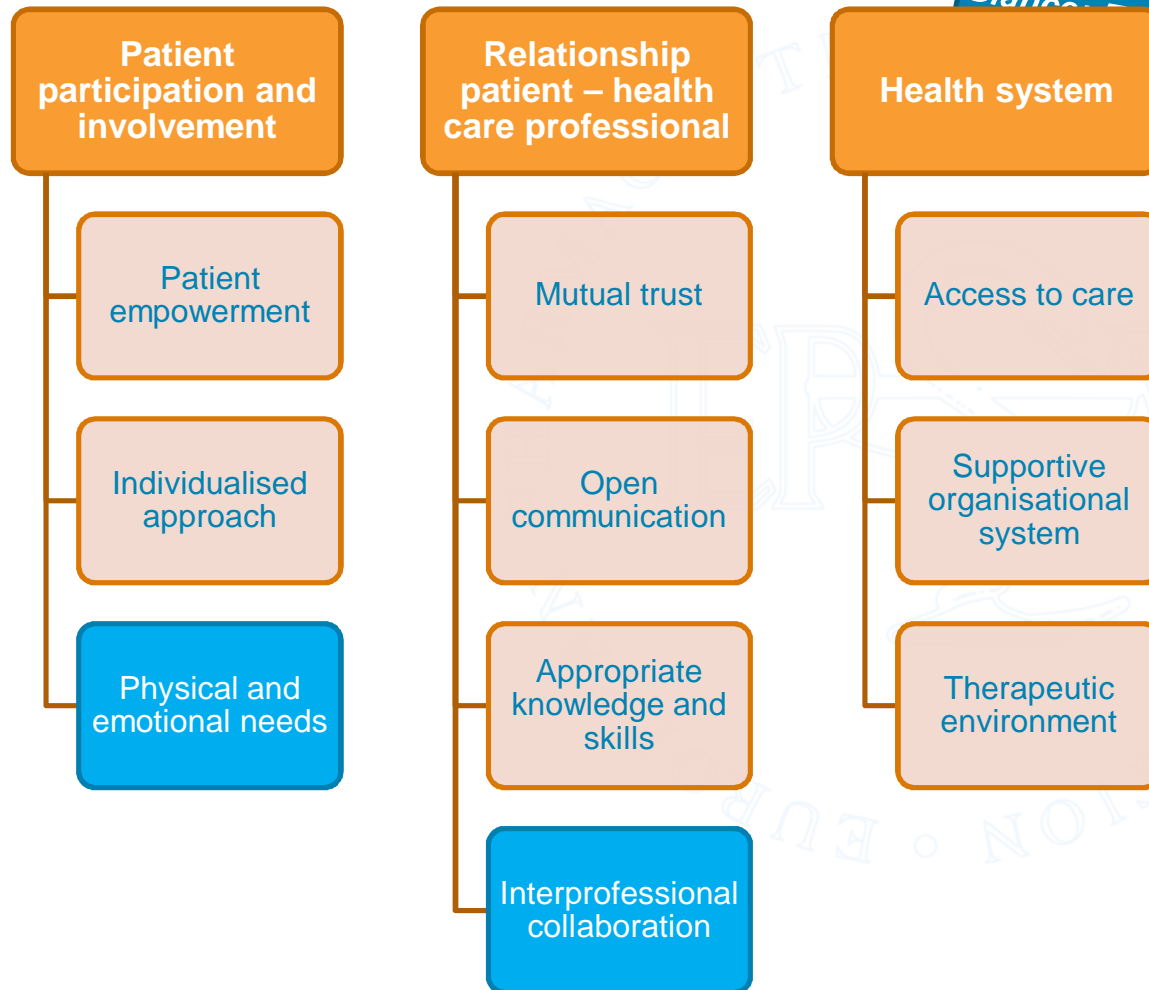 Patient
participation and
involvement
Patient
empowerment
Individualised
approach
Physical and
emotional needs
Relationship
patient – health
care professional
Mutual trust
Open
communication
Appropriate
knowledge and
skills
Interprofessional
collaboration
Health system
Access to care
Supportive
organisational
system
Therapeutic
environment